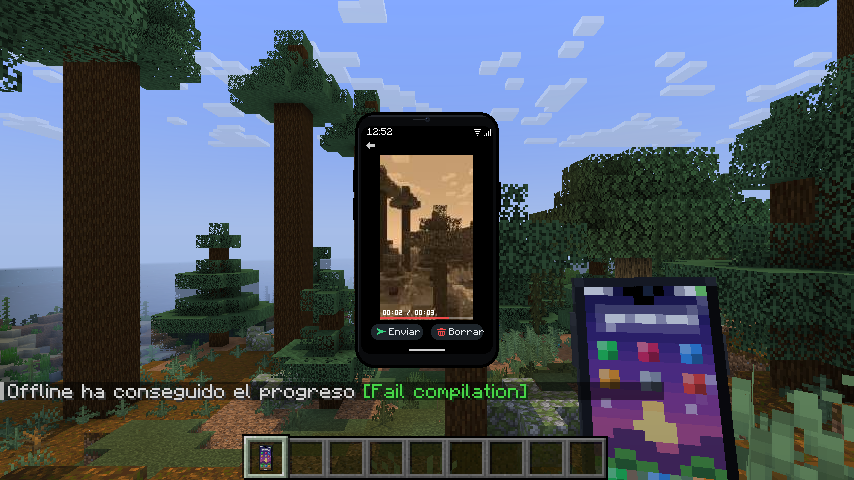 12:52
00:02 / 00:03
Enviar
Borrar
Offline ha conseguido el progreso [Fail compilation]